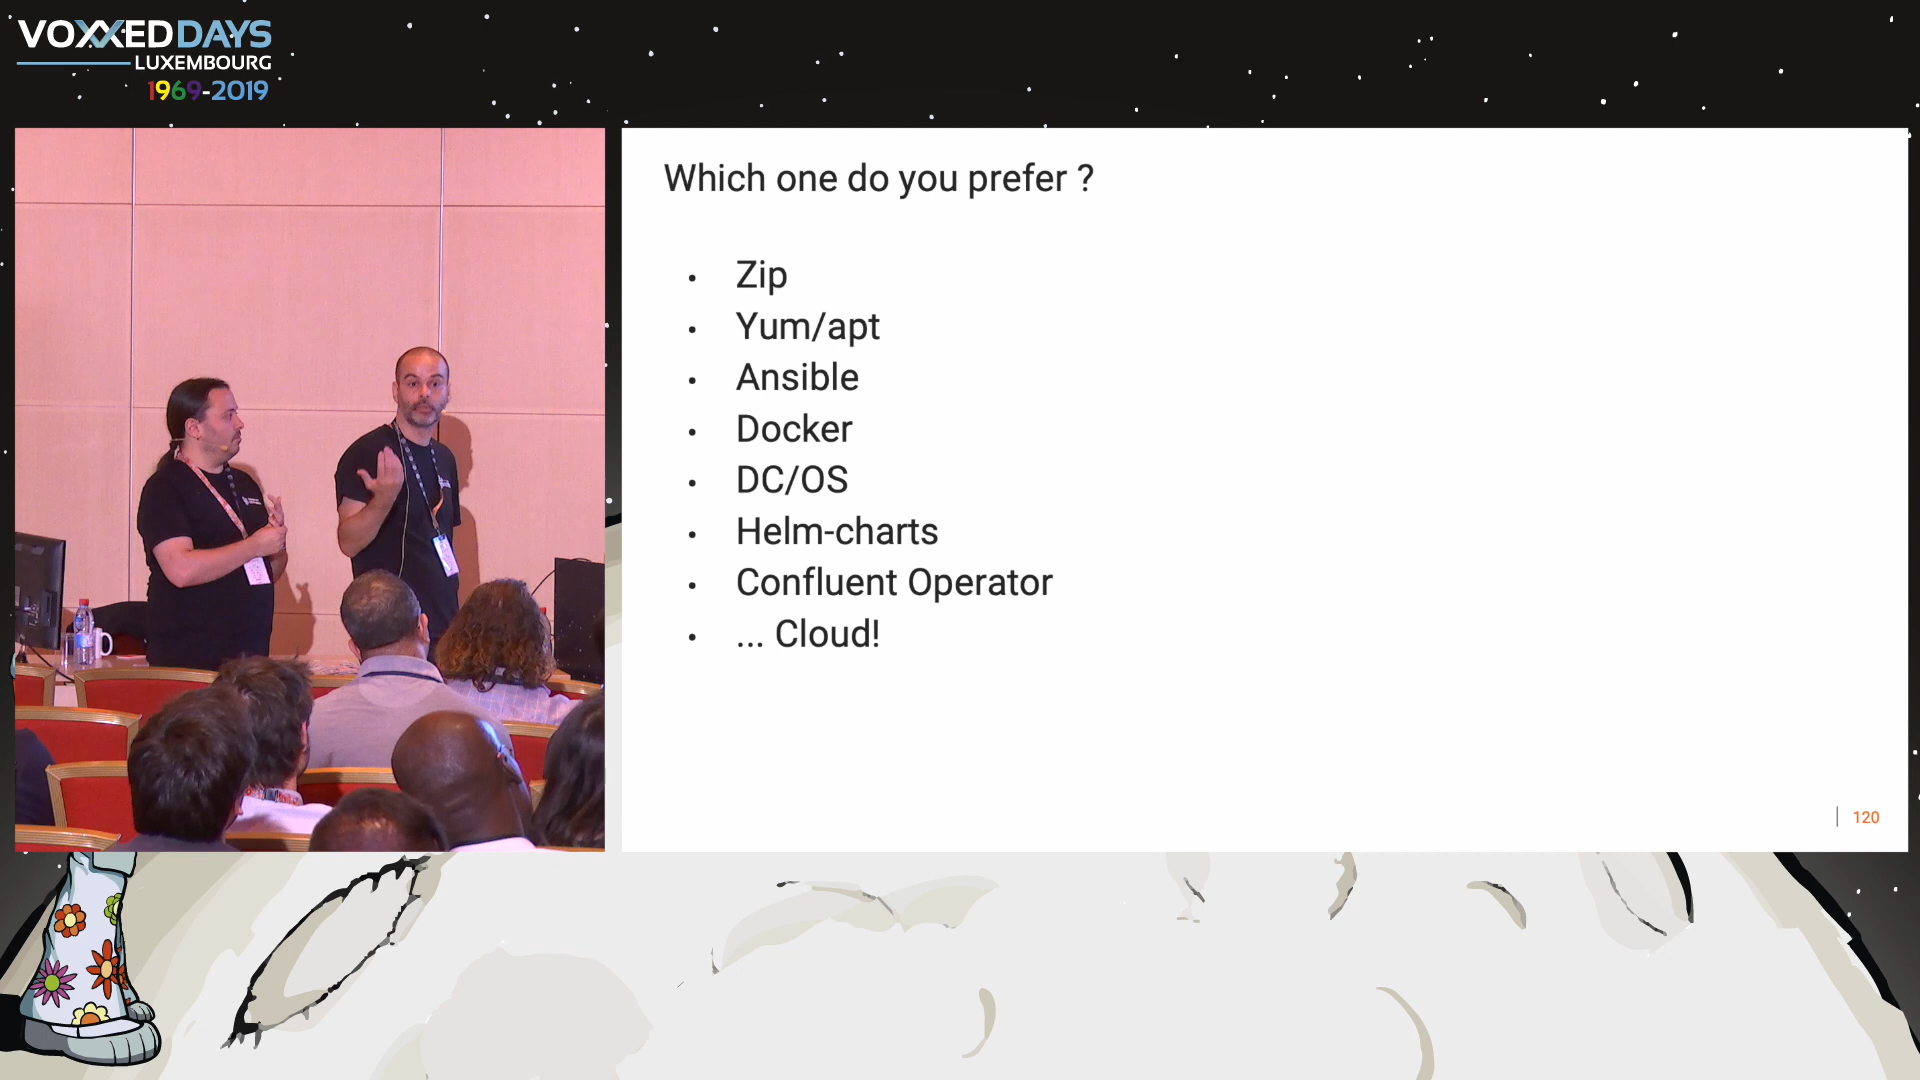 VOXXEDDAYS
LUXEMBOURG
1969-2019
Which one do you prefer ?
• Zip
• Yum/apt
• Ansible
• Docker
• DC/OS
• Helm-charts
• Confluent Operator
• ... Cloud!
120